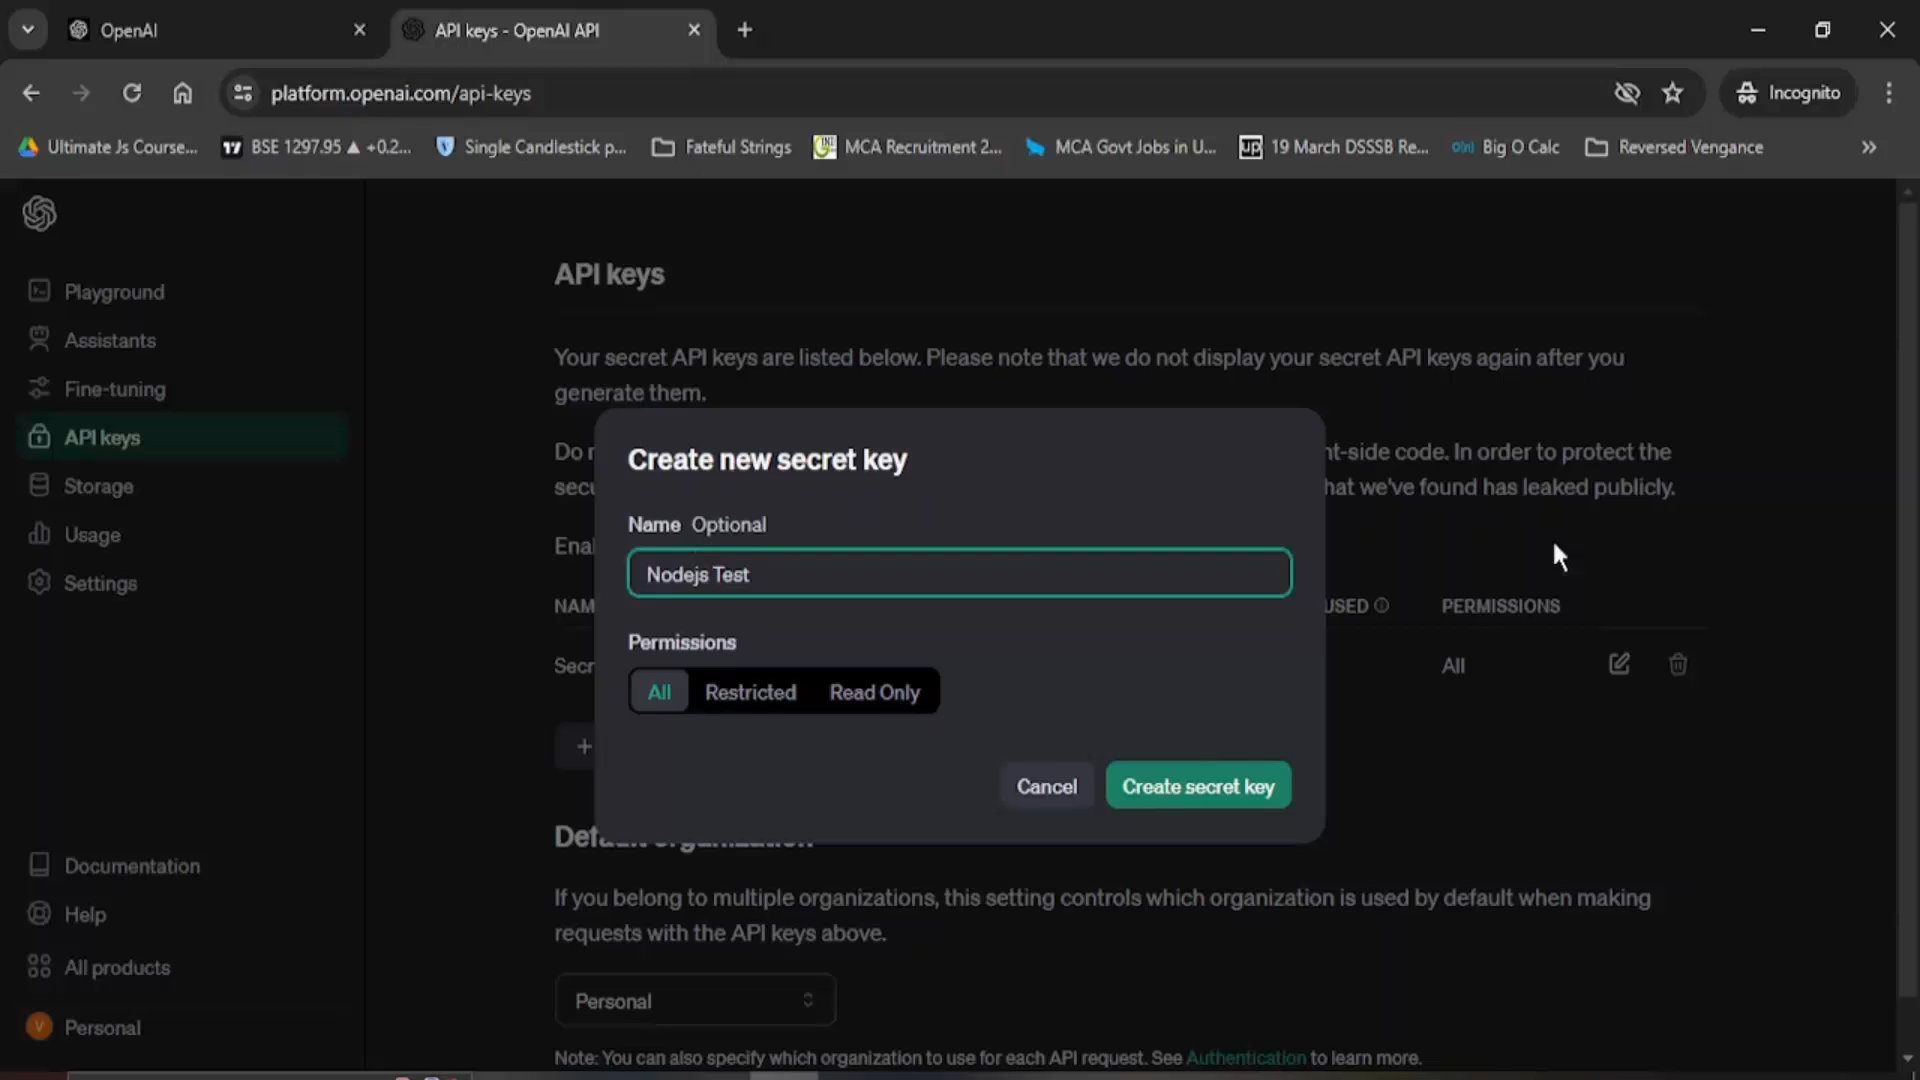 OpenAI
API keys - OpenAI API
platform.openai.com/api-keys
Incognito
Ultimate Js Course...
BSE 1297.95 ▲ +0.2...
Single Candlestick p...
Fateful Strings
MCA Recruitment 2...
MCA Govt Jobs in U...
up 19 March DSSSB Re...
Big O Calc
Reversed Vengance
Playground
Assistants
Fine-tuning
API keys
Storage
Usage
Settings
Documentation
Help
All products
V Personal
API keys
Your secret API keys are listed below. Please note that we do not display your secret API keys again after you
generate them.
Do nt-side code. In order to protect the
secu hat we've found has leaked publicly.
Enal
NAM USED PERMISSIONS
Secr All
Create new secret key
Name Optional
Nodejs Test
Permissions
All Restricted Read Only
Cancel Create secret key
Default organization
If you belong to multiple organizations, this setting controls which organization is used by default when making
requests with the API keys above.
Personal
Note: You can also specify which organization to use for each API request. See Authentication to learn more.